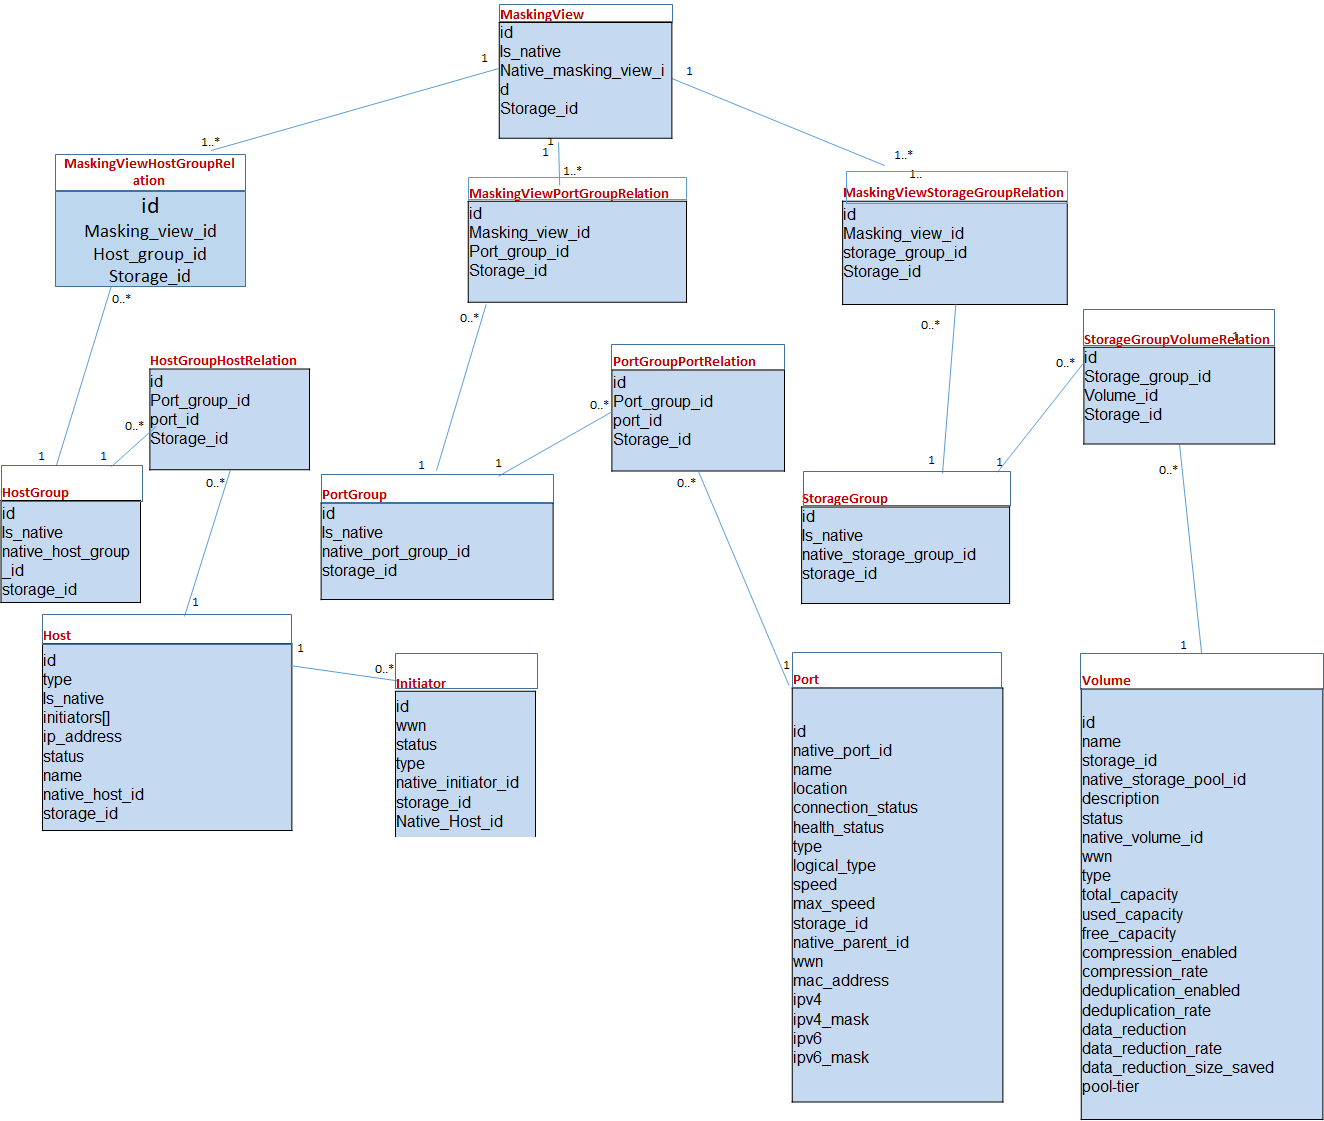 MaskingView
id
Is_native
Native_masking_view_i
d
Storage_id
1
1
1
1
1..*
1..*
1..*
1..
MaskingViewHostGroupRel
ation
id
Masking_view_id
Host_group_id
Storage_id
MaskingViewPortGroupRelation
id
Masking_view_id
Port_group_id
Storage_id
MaskingViewStorageGroupRelation
id
Masking_view_id
storage_group_id
Storage_id
0..*
0..*
0..*
HostGroupHostRelation
id
Port_group_id
port_id
Storage_id
0..*
1
1
0..*
PortGroupPortRelation
id
Port_group_id
port_id
Storage_id
0..*
1
1
0..*
StorageGroupVolumeRelation
1
id
Storage_group_id
Volume_id
Storage_id
0..*
1
1
0..*
HostGroup
id
Is_native
native_host_group
_id
storage_id
PortGroup
id
Is_native
native_port_group_id
storage_id
StorageGroup
id
Is_native
native_storage_group_id
storage_id
1
Host
id
type
Is_native
initiators[]
ip_address
status
name
native_host_id
storage_id
1
0..*
Initiator
id
wwn
status
type
native_initiator_id
storage_id
Native_Host_id
1
Port
id
native_port_id
name
location
connection_status
health_status
type
logical_type
speed
max_speed
storage_id
native_parent_id
wwn
mac_address
ipv4
ipv4_mask
ipv6
ipv6_mask
1
Volume
id
name
storage_id
native_storage_pool_id
description
status
native_volume_id
wwn
type
total_capacity
used_capacity
free_capacity
compression_enabled
compression_rate
deduplication_enabled
deduplication_rate
data_reduction
data_reduction_rate
data_reduction_size_saved
pool-tier